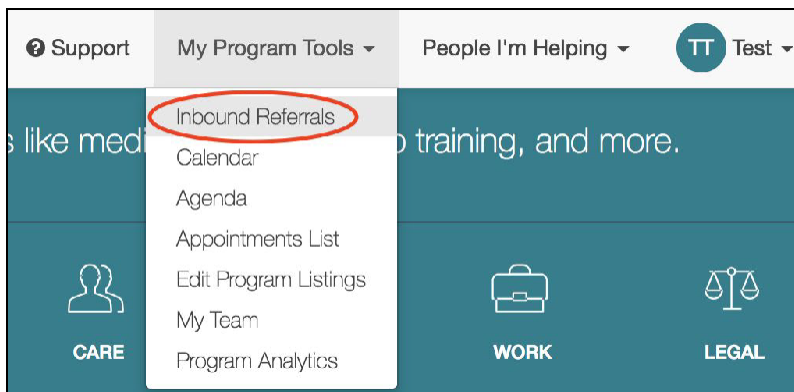 Support My Program Tools People I'm Helping TT Test
Inbound Referrals
s like medi o training, and more.
Calendar
Agenda
Appointments List
Edit Program Listings
My Team
Program Analytics
CARE WORK LEGAL